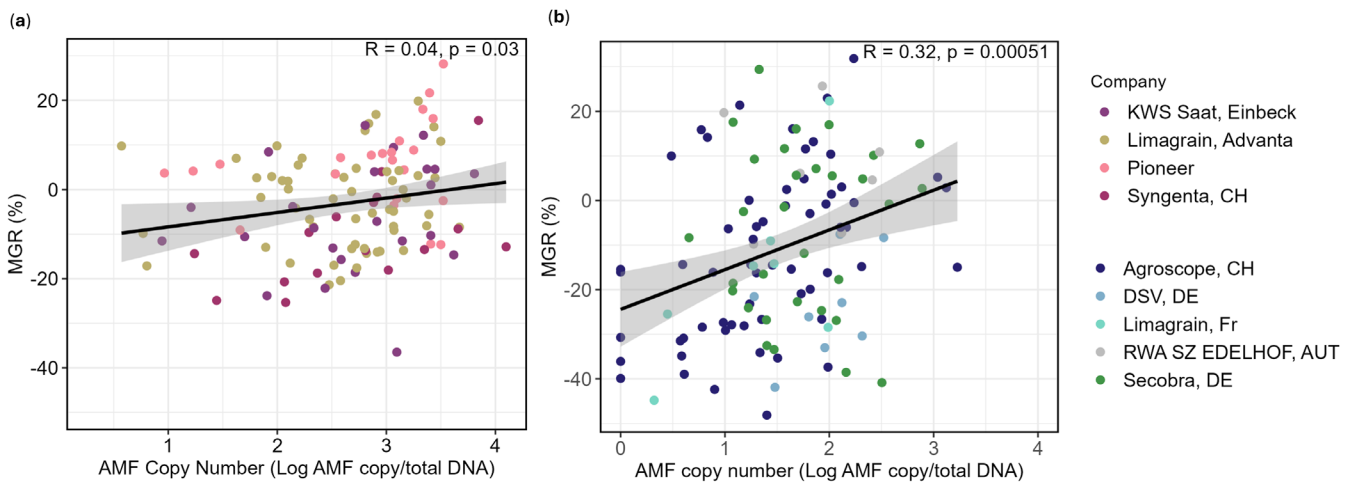 (a)
R = 0.04, p = 0.03
20
0
-20
-40
MGR (%)
1 2 3 4
AMF Copy Number (Log AMF copy/total DNA)
(b)
R = 0.32, p = 0.00051
20
0
-20
-40
MGR (%)
0 1 2 3 4
AMF copy number (Log AMF copy/total DNA)
Company
KWS Saat, Einbeck
Limagrain, Advanta
Pioneer
Syngenta, CH
Agroscope, CH
DSV, DE
Limagrain, Fr
RWA SZ EDELHOF, AUT
Secobra, DE